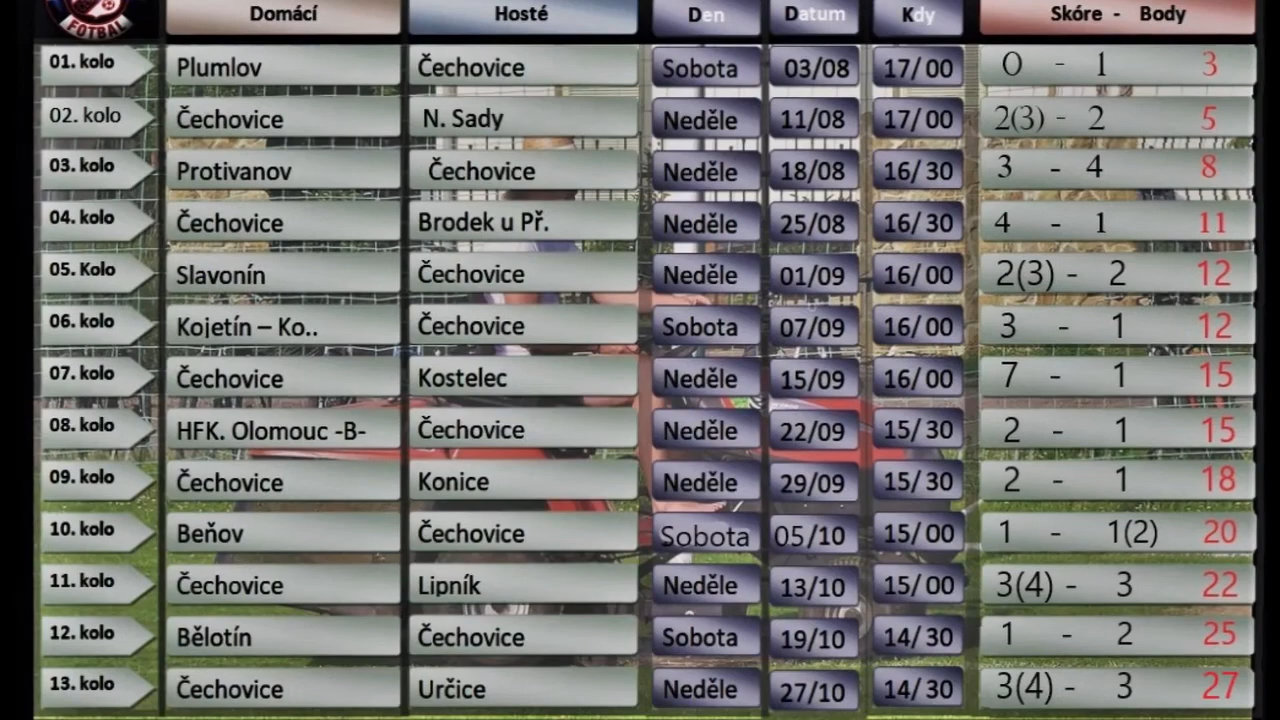 FOTBAL
Domácí Hosté Den Datum Kdy Skóre - Body
01. kolo Plumlov Čechovice Sobota 03/08 17/ 00 0 - 1 3
02. kolo Čechovice N. Sady Neděle 11/08 17/ 00 2(3) - 2 5
03. kolo Protivanov Čechovice Neděle 18/08 16/ 30 3 - 4 8
04. kolo Čechovice Brodek u Př. Neděle 25/08 16/ 30 4 - 1 11
05. Kolo Slavonín Čechovice Neděle 01/09 16/ 00 2(3) - 2 12
06. kolo Kojetín – Ko.. Čechovice Sobota 07/09 16/ 00 3 - 1 12
07. kolo Čechovice Kostelec Neděle 15/09 16/ 00 7 - 1 15
08. kolo HFK. Olomouc -B- Čechovice Neděle 22/09 15/ 30 2 - 1 15
09. kolo Čechovice Konice Neděle 29/09 15/ 30 2 - 1 18
10. kolo Beňov Čechovice Sobota 05/10 15/ 00 1 - 1(2) 20
11. kolo Čechovice Lipník Neděle 13/10 15/ 00 3(4) - 3 22
12. kolo Bělotín Čechovice Sobota 19/10 14/ 30 1 - 2 25
13. kolo Čechovice Určice Neděle 27/10 14/ 30 3(4) - 3 27